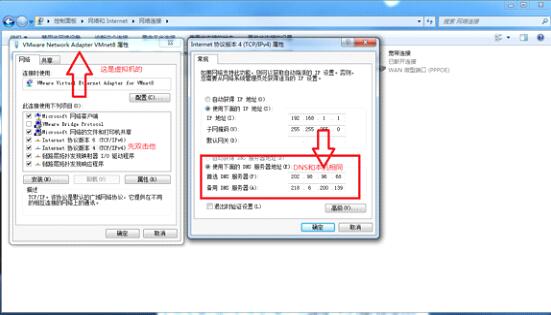 控制面板 ▸ 网络和 Internet ▸ 网络连接
搜索 网络连接
VMware Network Adapter VMnet8 属性
网络 共享
这是虚拟机的
连接时使用:
VMware Virtual Ethernet Adapter for VMnet8
配置(C)...
此连接使用下列项目(O):
Microsoft 网络客户端
VMware Bridge Protocol
Microsoft 网络的文件和打印机共享
先双击他
Internet 协议版本 6 (TCP/IPv6)
Internet 协议版本 4 (TCP/IPv4)
链路层拓扑发现映射器 I/O 驱动程序
链路层拓扑发现响应程序
安装(N)...
卸载(U)
属性(R)
描述
TCP/IP。该协议是默认的广域网络协议，它提供在不同
的相互连接的网络上的通讯。
确定 取消
Internet 协议版本 4 (TCP/IPv4) 属性
常规
如果网络支持此功能，则可以获取自动指派的 IP 设置。否则，
您需要从网络系统管理员处获得适当的 IP 设置。
自动获得 IP 地址(O)
使用下面的 IP 地址(S):
IP 地址(I): 192 .168 . 1 . 1
子网掩码(U): 255 .255 .255 . 0
默认网关(D):
使用下面的 DNS 服务器地址(E):
DNS和本机相同
首选 DNS 服务器(P):
备用 DNS 服务器(A): 218 . 6 .200 .139
退出时验证设置(L)
高级(V)...
确定 取消
宽带连接
已断开连接
WAN 微型端口 (PPPOE)